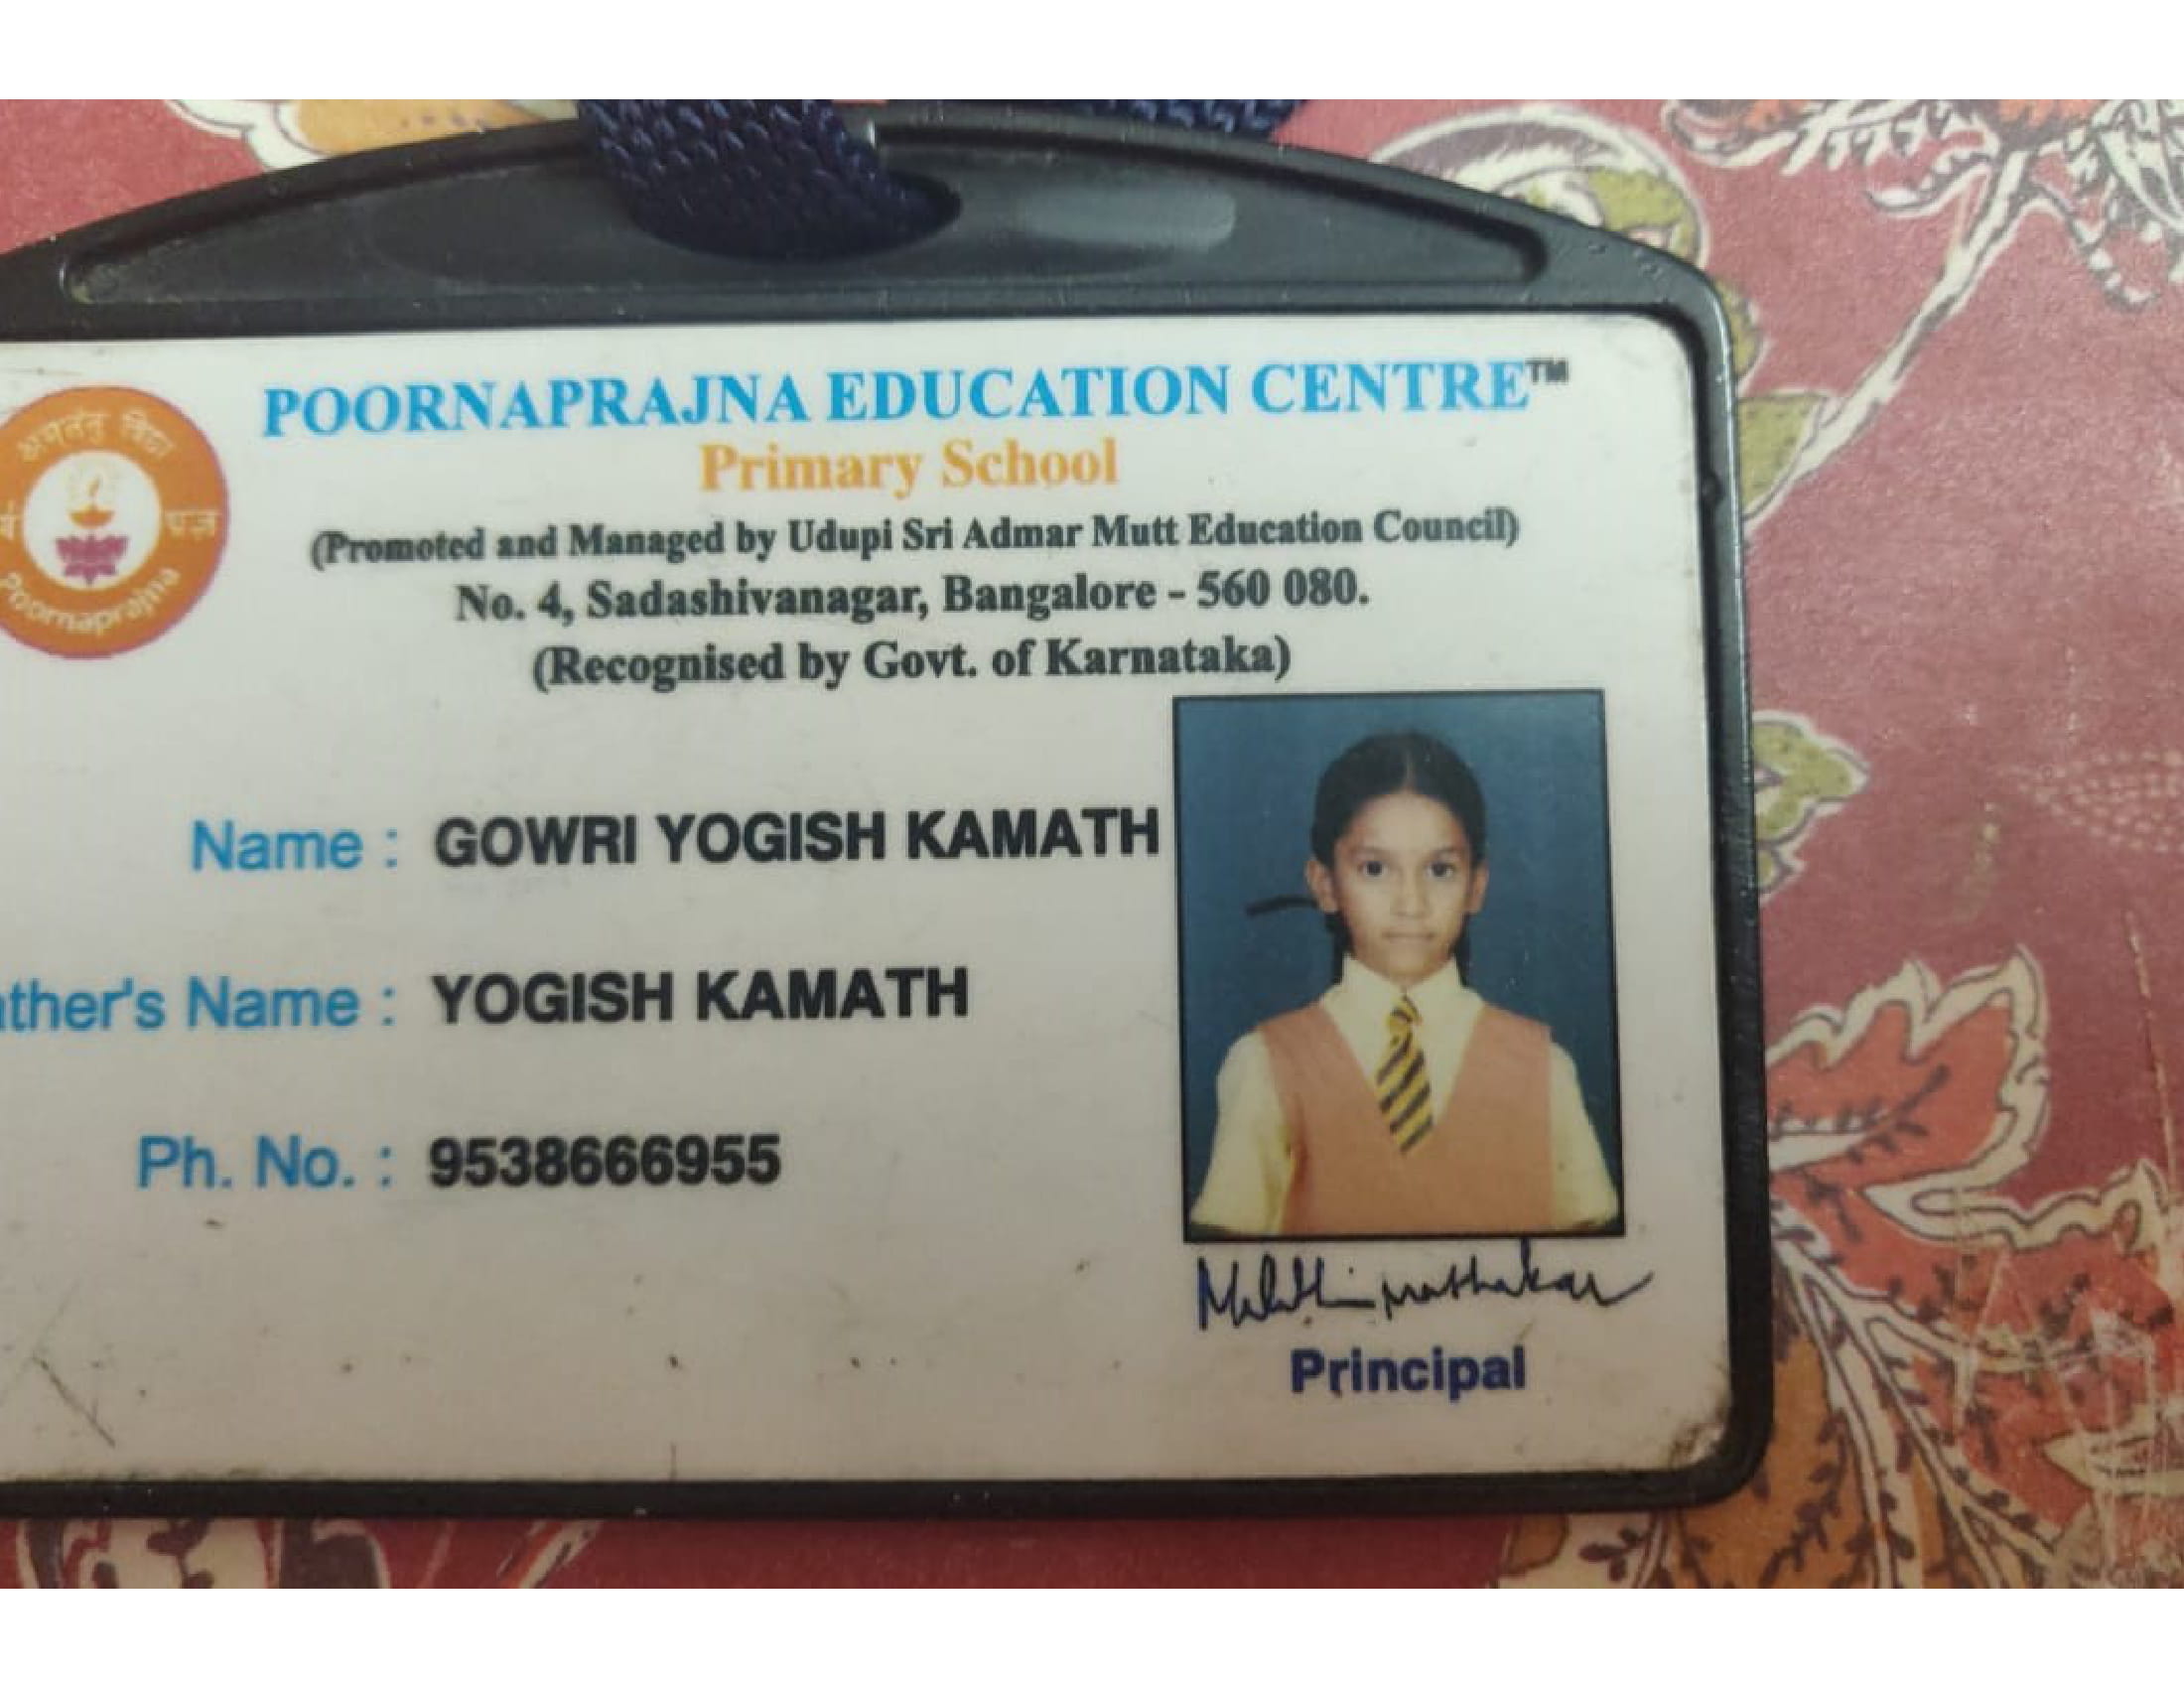 POORNAPRAJNA EDUCATION CENTRE™
Primary School
(Promoted and Managed by Udupi Sri Admar Mutt Education Council)
No. 4, Sadashivanagar, Bangalore - 560 080.
(Recognised by Govt. of Karnataka)
Poornaprajna
Name : GOWRI YOGISH KAMATH
ather's Name : YOGISH KAMATH
Ph. No. : 9538666955
Principal